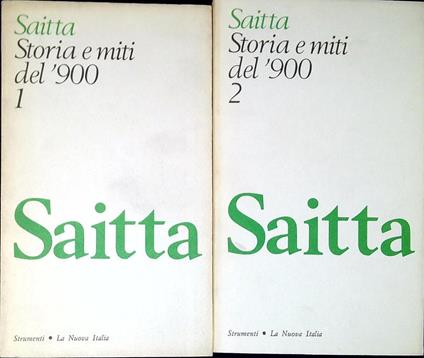 Saitta
Storia e miti
del '900
1
Saitta
Strumenti • La Nuova Italia
Saitta
Storia e miti
del '900
2
Saitta
Strumenti • La Nuova Italia